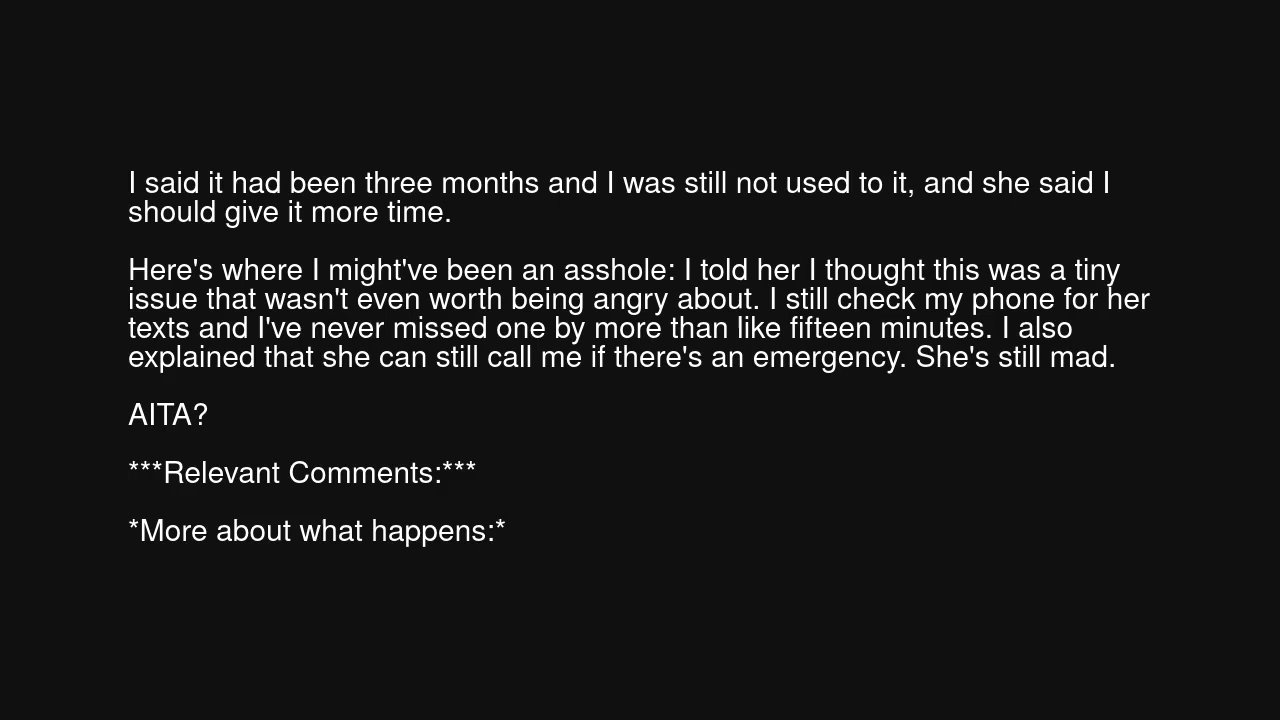 I said it had been three months and I was still not used to it, and she said I
should give it more time.
Here's where I might've been an asshole: I told her I thought this was a tiny
issue that wasn't even worth being angry about. I still check my phone for her
texts and I've never missed one by more than like fifteen minutes. I also
explained that she can still call me if there's an emergency. She's still mad.
AITA?
***Relevant Comments:***
*More about what happens:*